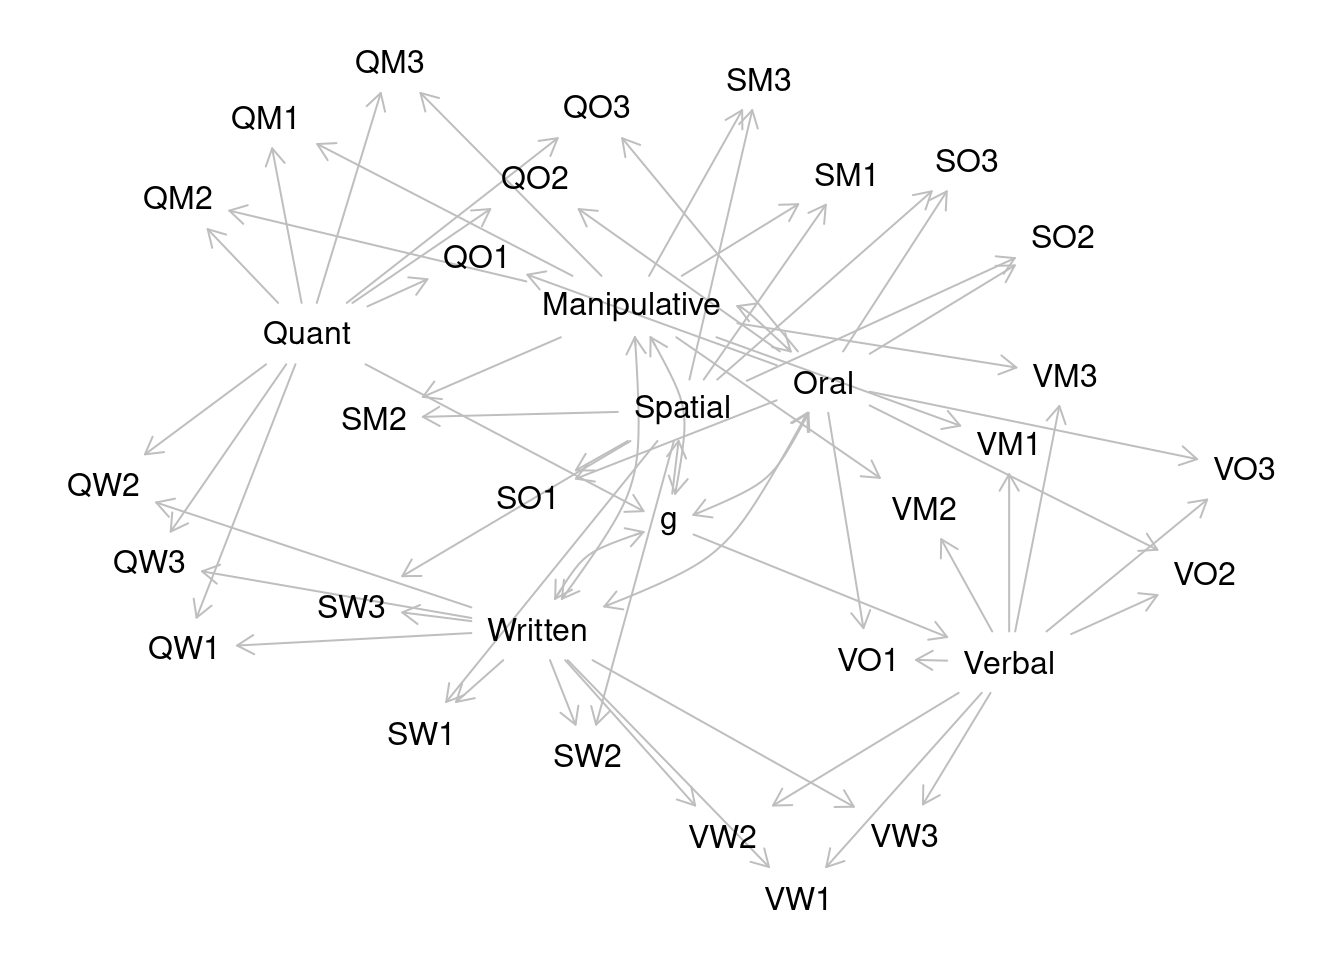 QM3
SM3
QO3
QM1
SO3
SM1
QO2
QM2
SO2
QO1
Manipulative
Quant
VM3
Oral
Spatial
SM2
VM1
VO3
QW2
SO1
VM2
g
QW3
VO2
SW3
Written
QW1
VO1
Verbal
SW1
SW2
VW2
VW3
VW1